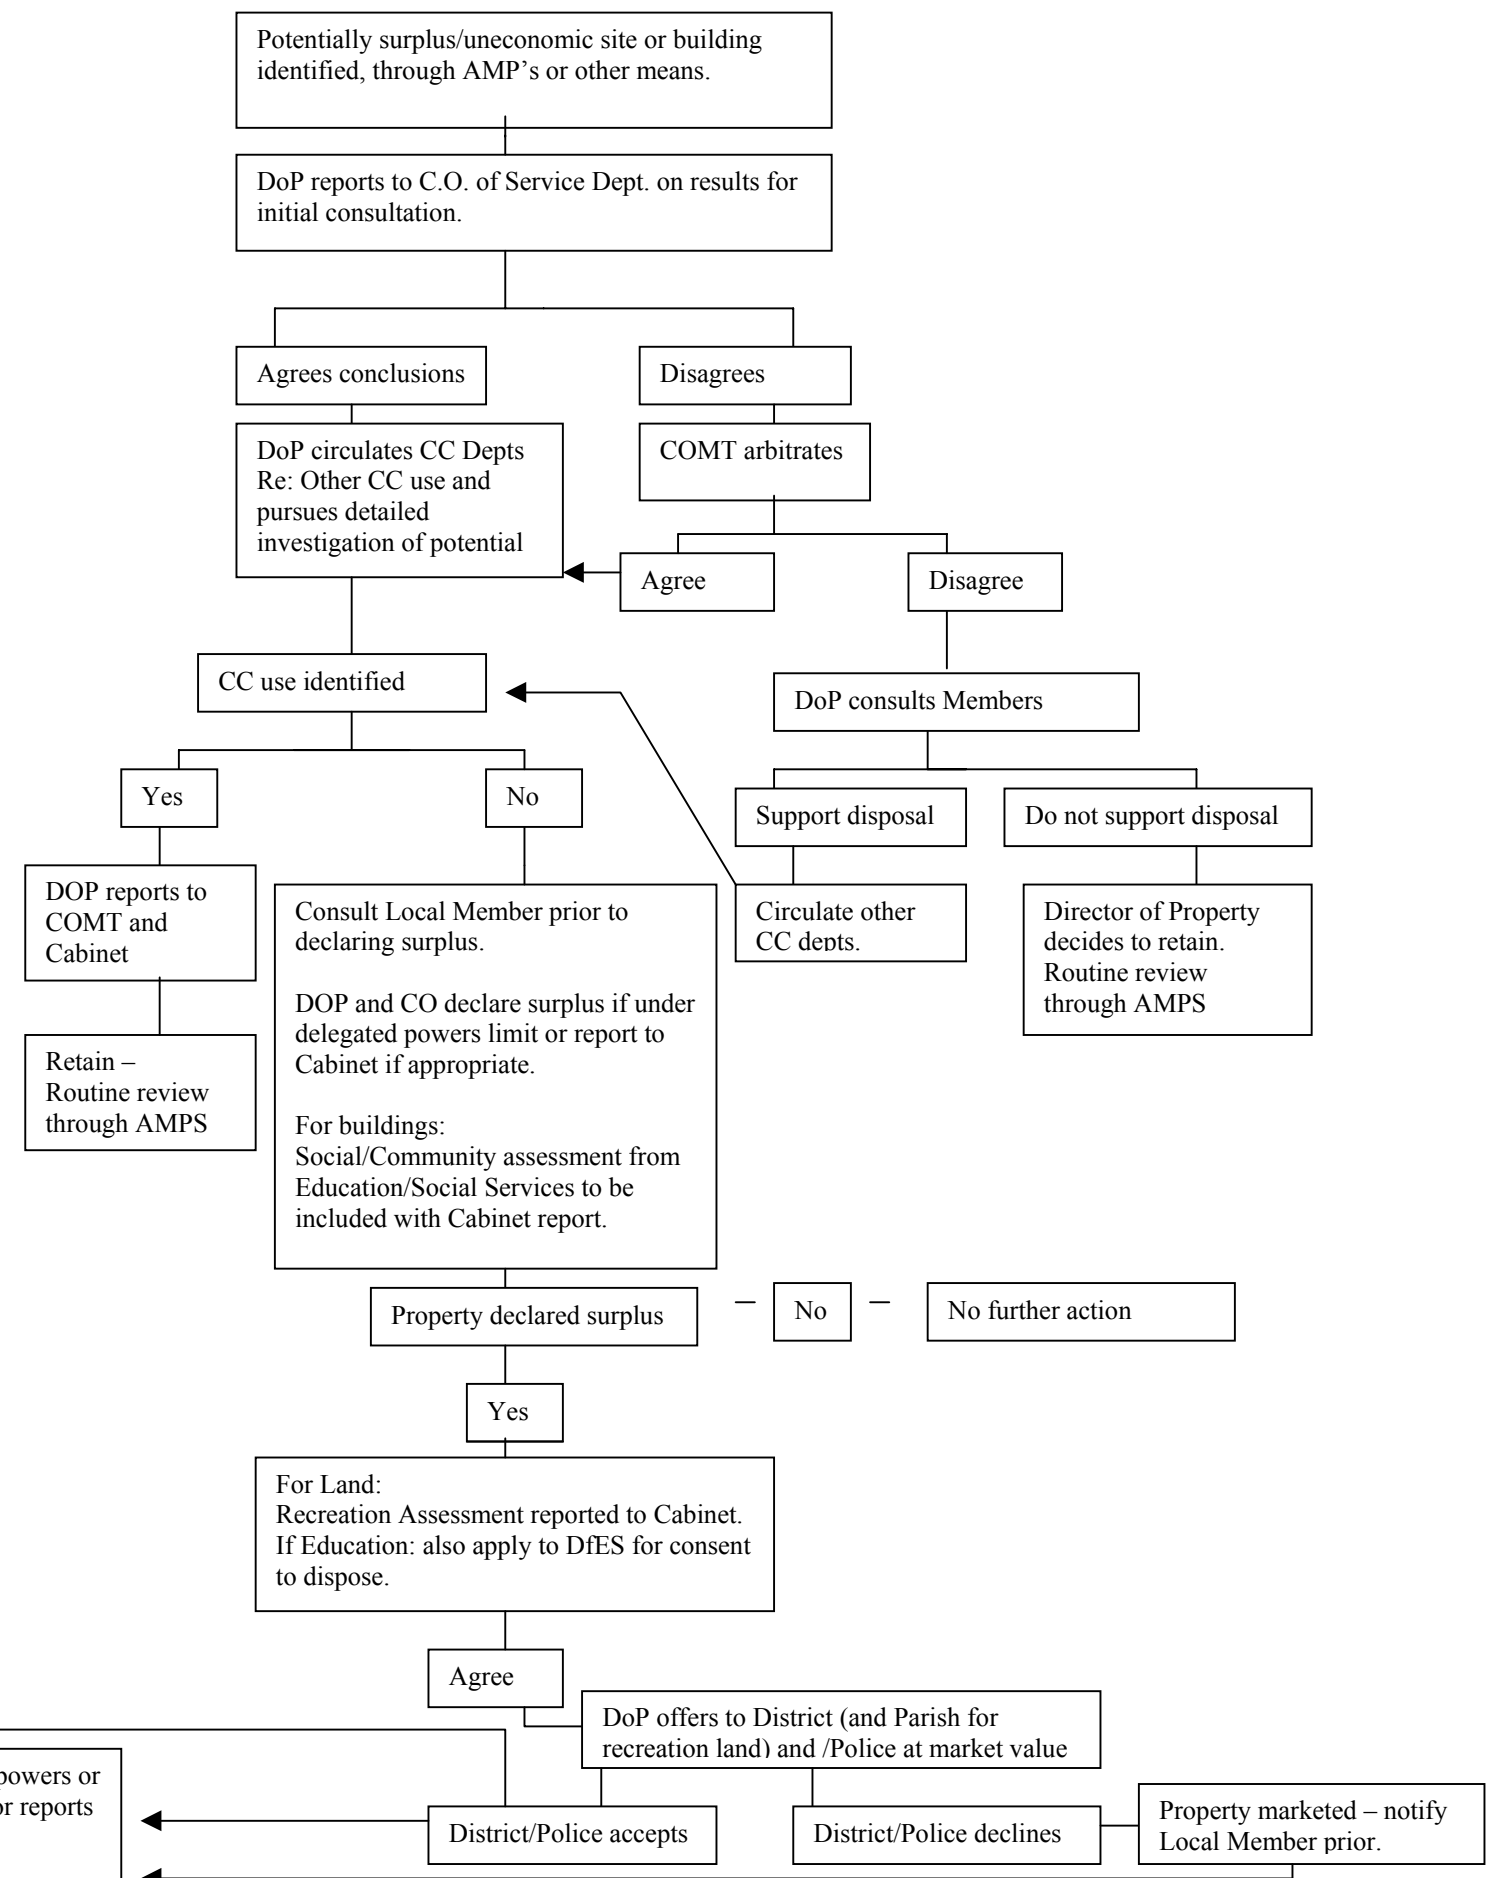 Potentially surplus/uneconomic site or building
identified, through AMP’s or other means.
DoP reports to C.O. of Service Dept. on results for
initial consultation.
Agrees conclusions
Disagrees
DoP circulates CC Depts
Re: Other CC use and
pursues detailed
investigation of potential
COMT arbitrates
Agree
Disagree
CC use identified
DoP consults Members
Yes
No
Support disposal
Do not support disposal
DOP reports to
COMT and
Cabinet
Consult Local Member prior to
declaring surplus.
DOP and CO declare surplus if under
delegated powers limit or report to
Cabinet if appropriate.
For buildings:
Social/Community assessment from
Education/Social Services to be
included with Cabinet report.
Circulate other
CC depts.
Director of Property
decides to retain.
Routine review
through AMPS
Retain –
Routine review
through AMPS
Property declared surplus
No
No further action
Yes
For Land:
Recreation Assessment reported to Cabinet.
If Education: also apply to DfES for consent
to dispose.
Agree
DoP offers to District (and Parish for
recreation land) and /Police at market value
powers or
or reports
District/Police accepts
District/Police declines
Property marketed – notify
Local Member prior.